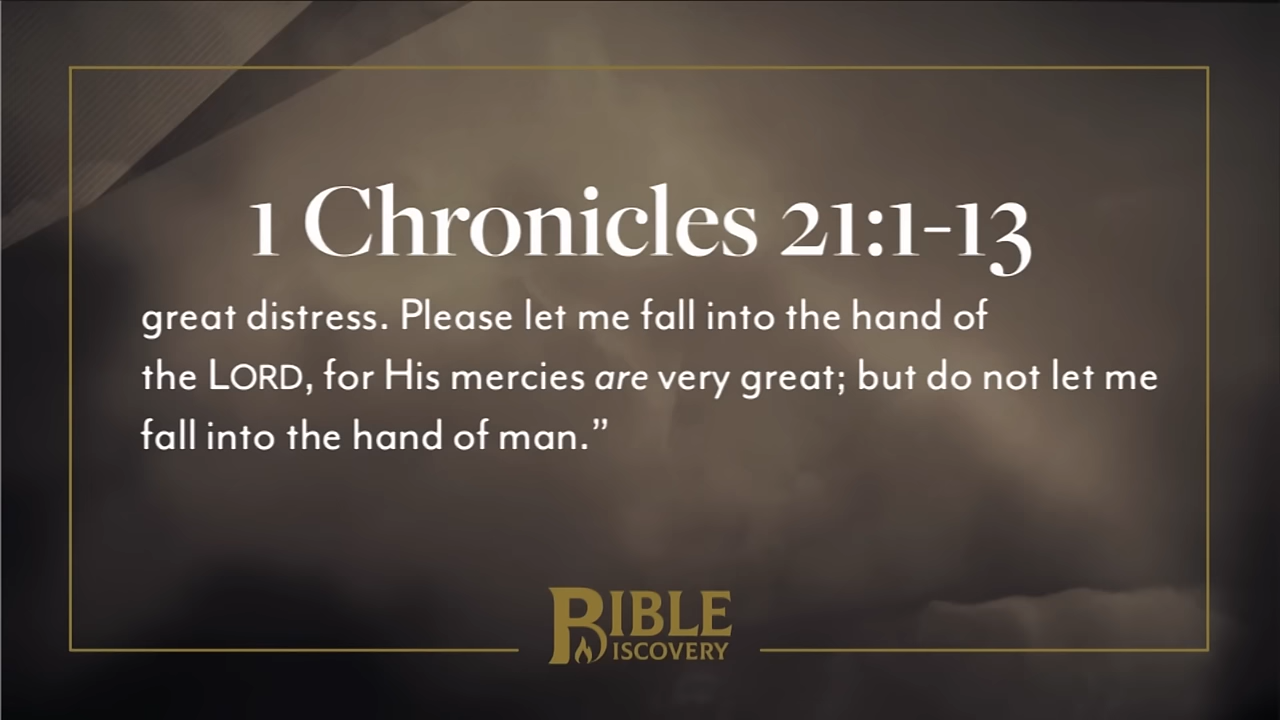 1 Chronicles 21:1-13
great distress. Please let me fall into the hand of
the LORD, for His mercies are very great; but do not let me
fall into the hand of man.”
BIBLE
DISCOVERY